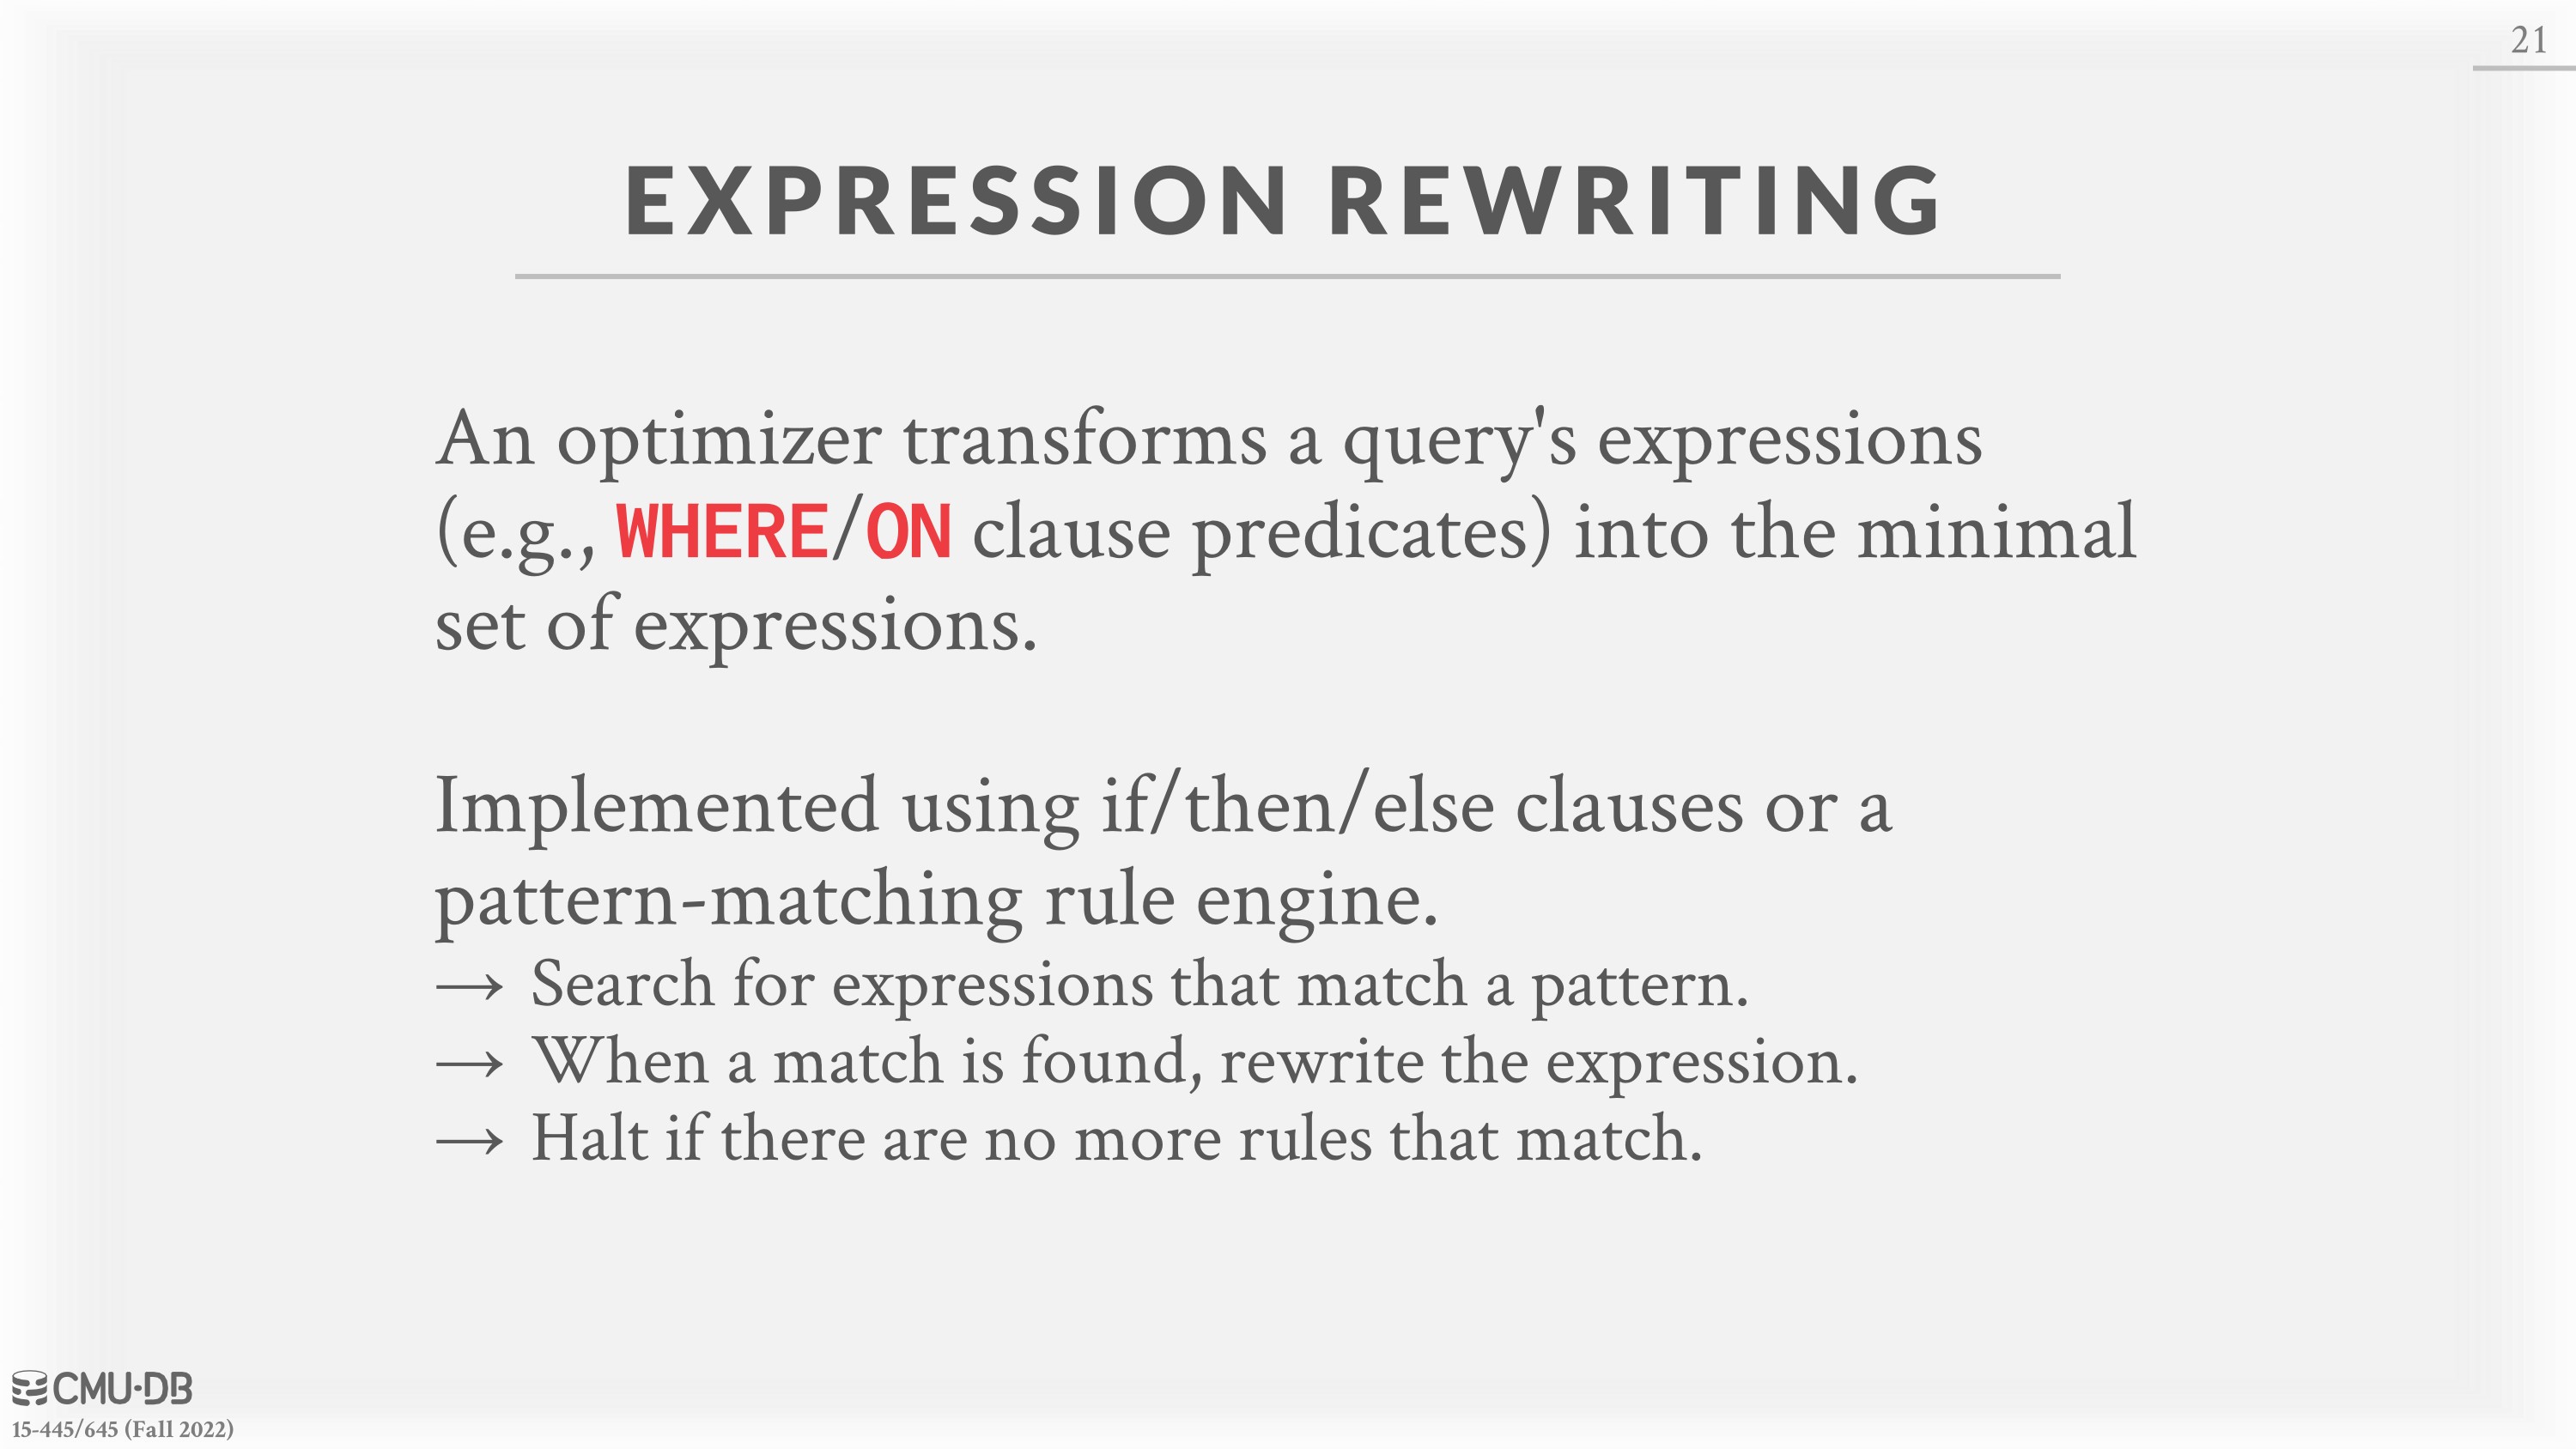 21
EXPRESSION REWRITING
An optimizer transforms a query's expressions
(e.g., WHERE/ON clause predicates) into the minimal
set of expressions.
Implemented using if/then/else clauses or a
pattern-matching rule engine.
→ Search for expressions that match a pattern.
→ When a match is found, rewrite the expression.
→ Halt if there are no more rules that match.
CMU·DB
15-445/645 (Fall 2022)